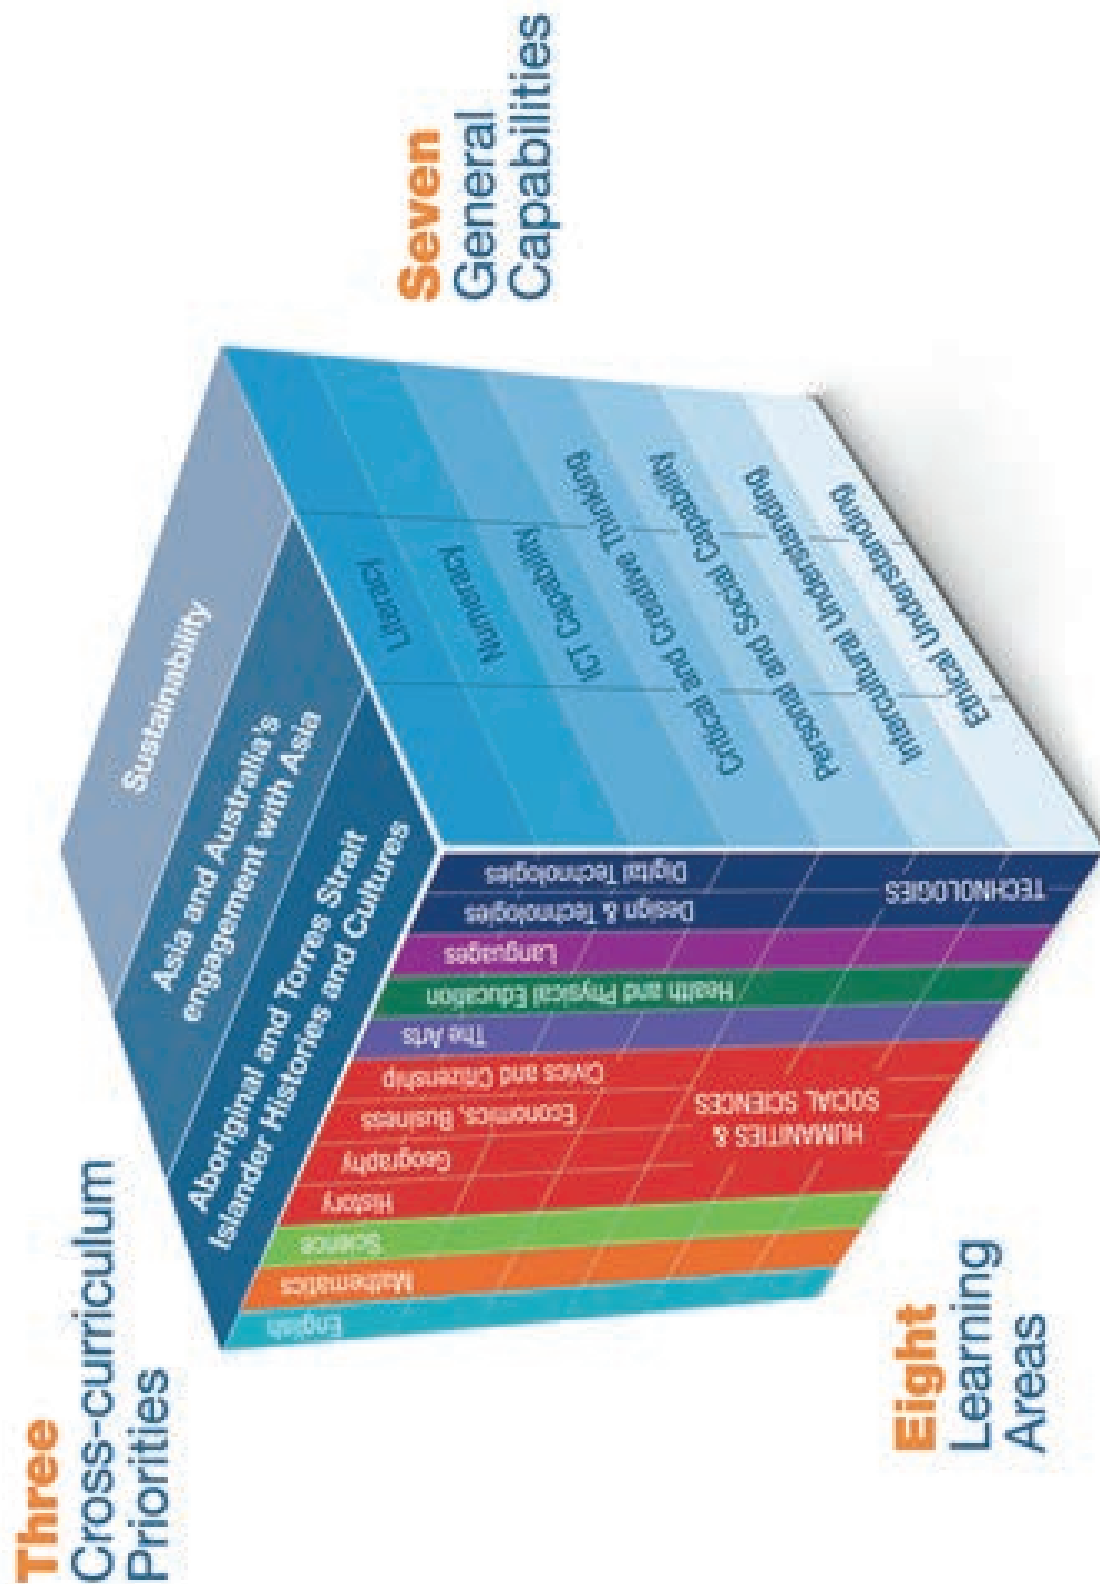 Three
Cross-curriculum
Priorities
Sustainability
Asia and Australia's
engagement with Asia
Aboriginal and Torres Strait
Islander Histories and Cultures
Seven
General
Capabilities
Literacy
Numeracy
ICT Capability
Critical and Creative Thinking
Personal and Social Capability
Intercultural Understanding
Ethical Understanding
Eight
Learning
Areas
English
Mathematics
Science
History
Geography
Economics, Business
Civics and Citizenship
HUMANITIES &
SOCIAL SCIENCES
The Arts
Health and Physical Education
Languages
Design & Technologies
Digital Technologies
TECHNOLOGIES